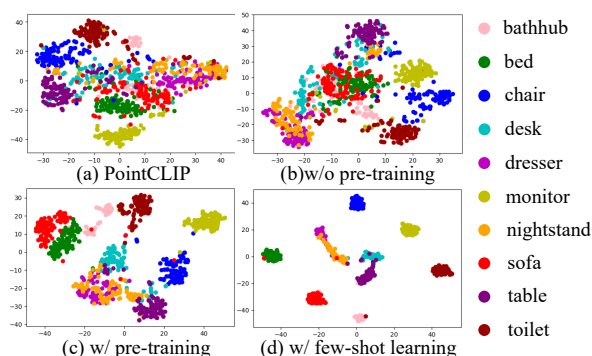 40
20
0
−20
−40
−30 −20 −10 0 10 20 30 40
(a) PointCLIP
40
30
20
10
0
−10
−20
−30
−30 −20 −10 0 10 20 30
(b)w/o pre-training
30
20
10
0
−10
−20
−30
−40
−40 −20 0 20 40
(c) w/ pre-training
40
20
0
−20
−40
−40 −20 0 20 40
(d) w/ few-shot learning
bathhub
bed
chair
desk
dresser
monitor
nightstand
sofa
table
toilet